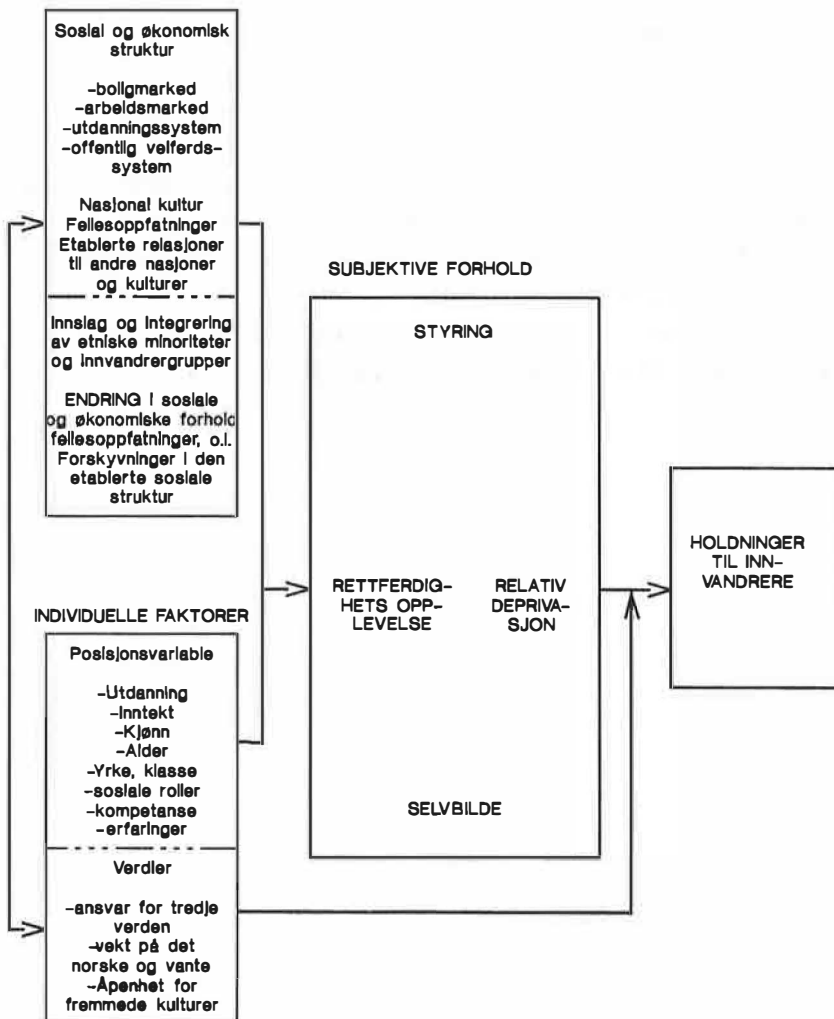 Sosial og økonomisk
struktur
-boligmarked
-arbeidsmarked
-utdanningssystem
-offentlig velferds-
system
Nasjonal kultur
Fellesoppfatninger
Etablerte relasjoner
til andre nasjoner
og kulturer
Innslag og integrering
av etniske minoriteter
og innvandrergrupper
ENDRING i sosiale
og økonomiske forhold
fellesoppfatninger, o.l.
Forskyvninger i den
etablerte sosiale
struktur
INDIVIDUELLE FAKTORER
Posisjonsvariable
-Utdanning
-Inntekt
-Kjønn
-Alder
-Yrke, klasse
-sosiale roller
-kompetanse
-erfaringer
Verdier
-ansvar for tredje
verden
-vekt på det
norske og vante
-Åpenhet for
fremmede kulturer
SUBJEKTIVE FORHOLD
STYRING
RETTFERDIG-
HETS OPP-
LEVELSE
RELATIV
DEPRIVA-
SJON
SELVBILDE
HOLDNINGER
TIL INN-
VANDRERE